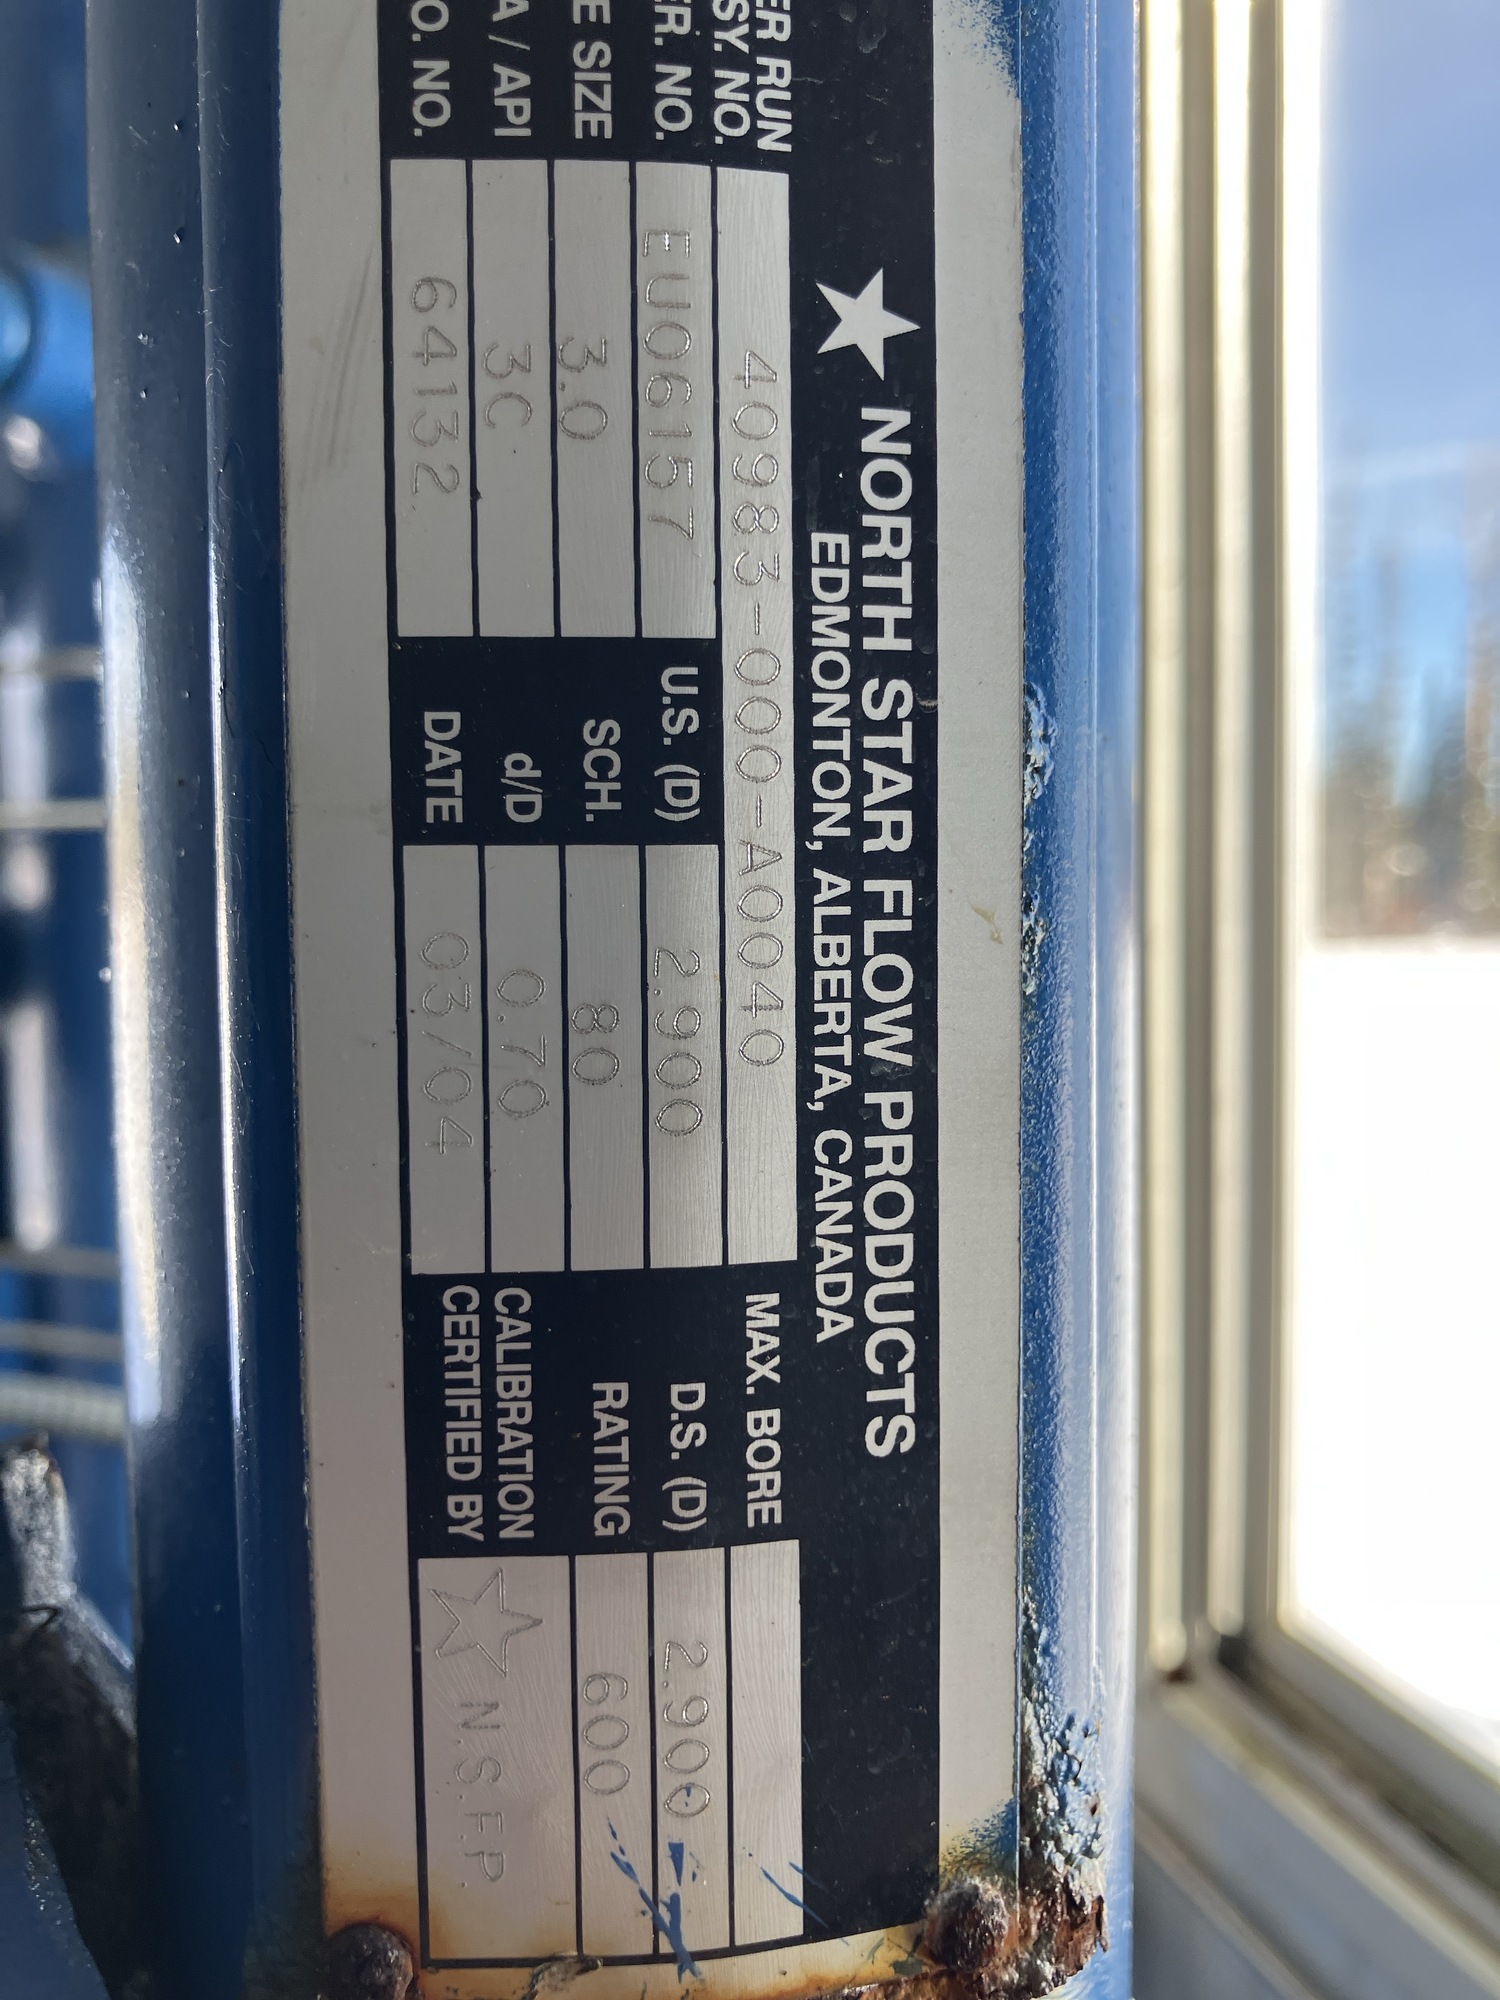 ★ NORTH STAR FLOW PRODUCTS
EDMONTON, ALBERTA, CANADA
ER RUN
SY. NO. 40983-000-A0040 MAX. BORE
ER. NO. EU06157 U.S. (D) 2.900 D.S. (D) 2.900
E SIZE 3.0 SCH. 80 RATING 600
A / API 3C d/D 0.70 CALIBRATION
O. NO. 64132 DATE 03/04 CERTIFIED BY ☆ N.S.F.P.